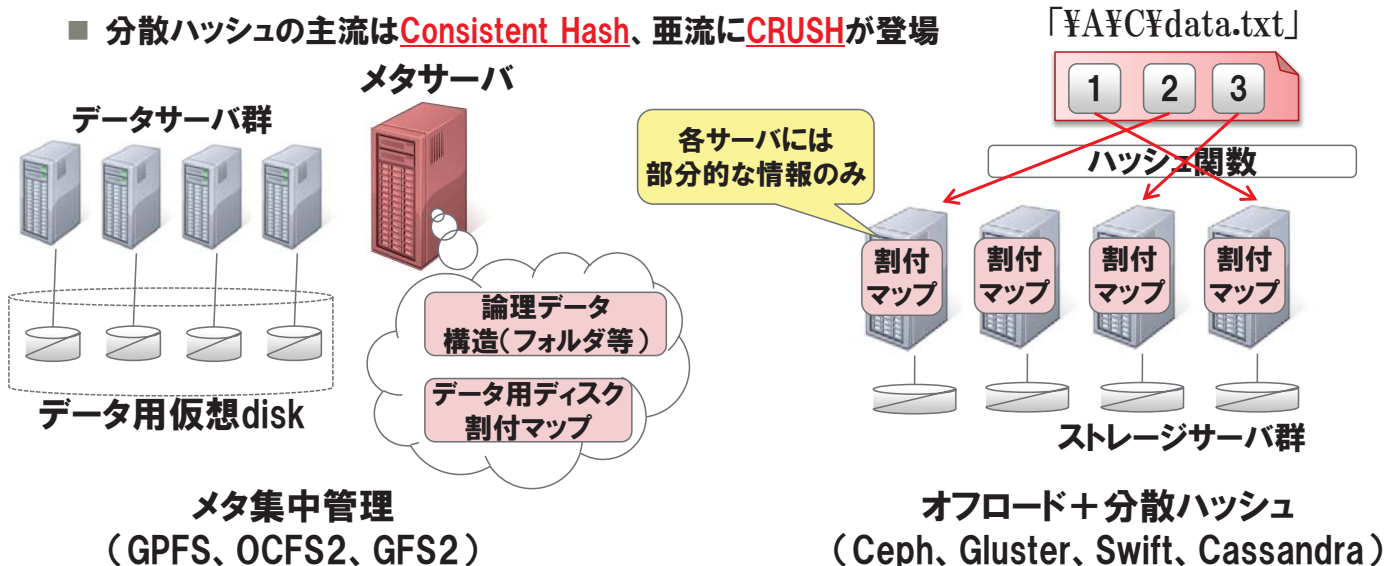 ■ 分散ハッシュの主流はConsistent Hash、亜流にCRUSHが登場
「¥A¥C¥data.txt」
メタサーバ
1 2 3
データサーバ群
各サーバには
部分的な情報のみ
ハッシュ関数
割付
マップ
割付
マップ
割付
マップ
割付
マップ
論理データ
構造(フォルダ等)
データ用ディスク
割付マップ
データ用仮想disk
ストレージサーバ群
メタ集中管理
(GPFS、OCFS2、GFS2)
オフロード+分散ハッシュ
(Ceph、Gluster、Swift、Cassandra)